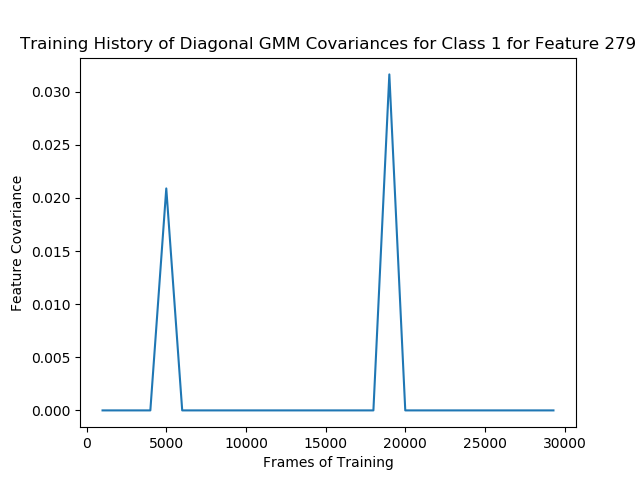 Training History of Diagonal GMM Covariances for Class 1 for Feature 279
0.030
0.025
0.020
0.015
0.010
0.005
0.000
Feature Covariance
0 5000 10000 15000 20000 25000 30000
Frames of Training